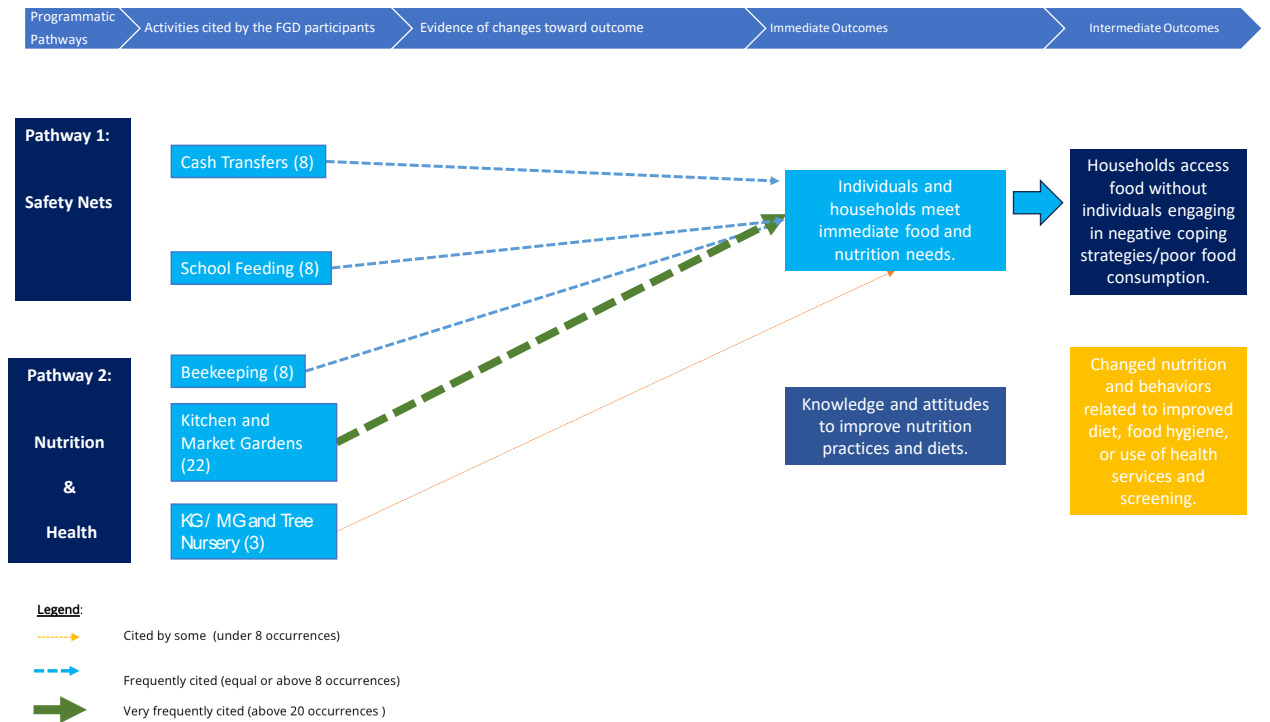 Programmatic
Pathways
Activities cited by the FGD participants
Evidence of changes toward outcome
Immediate Outcomes
Intermediate Outcomes
Pathway 1:
Safety Nets
Cash Transfers (8)
School Feeding (8)
Individuals and
households meet
immediate food and
nutrition needs.
Households access
food without
individuals engaging
in negative coping
strategies/poor food
consumption.
Pathway 2:
Nutrition
&
Health
Beekeeping (8)
Kitchen and
Market Gardens
(22)
KG / MG and Tree
Nursery (3)
Knowledge and attitudes
to improve nutrition
practices and diets.
Changed nutrition
and behaviors
related to improved
diet, food hygiene,
or use of health
services and
screening.
Legend:
Cited by some (under 8 occurrences)
Frequently cited (equal or above 8 occurrences)
Very frequently cited (above 20 occurrences )